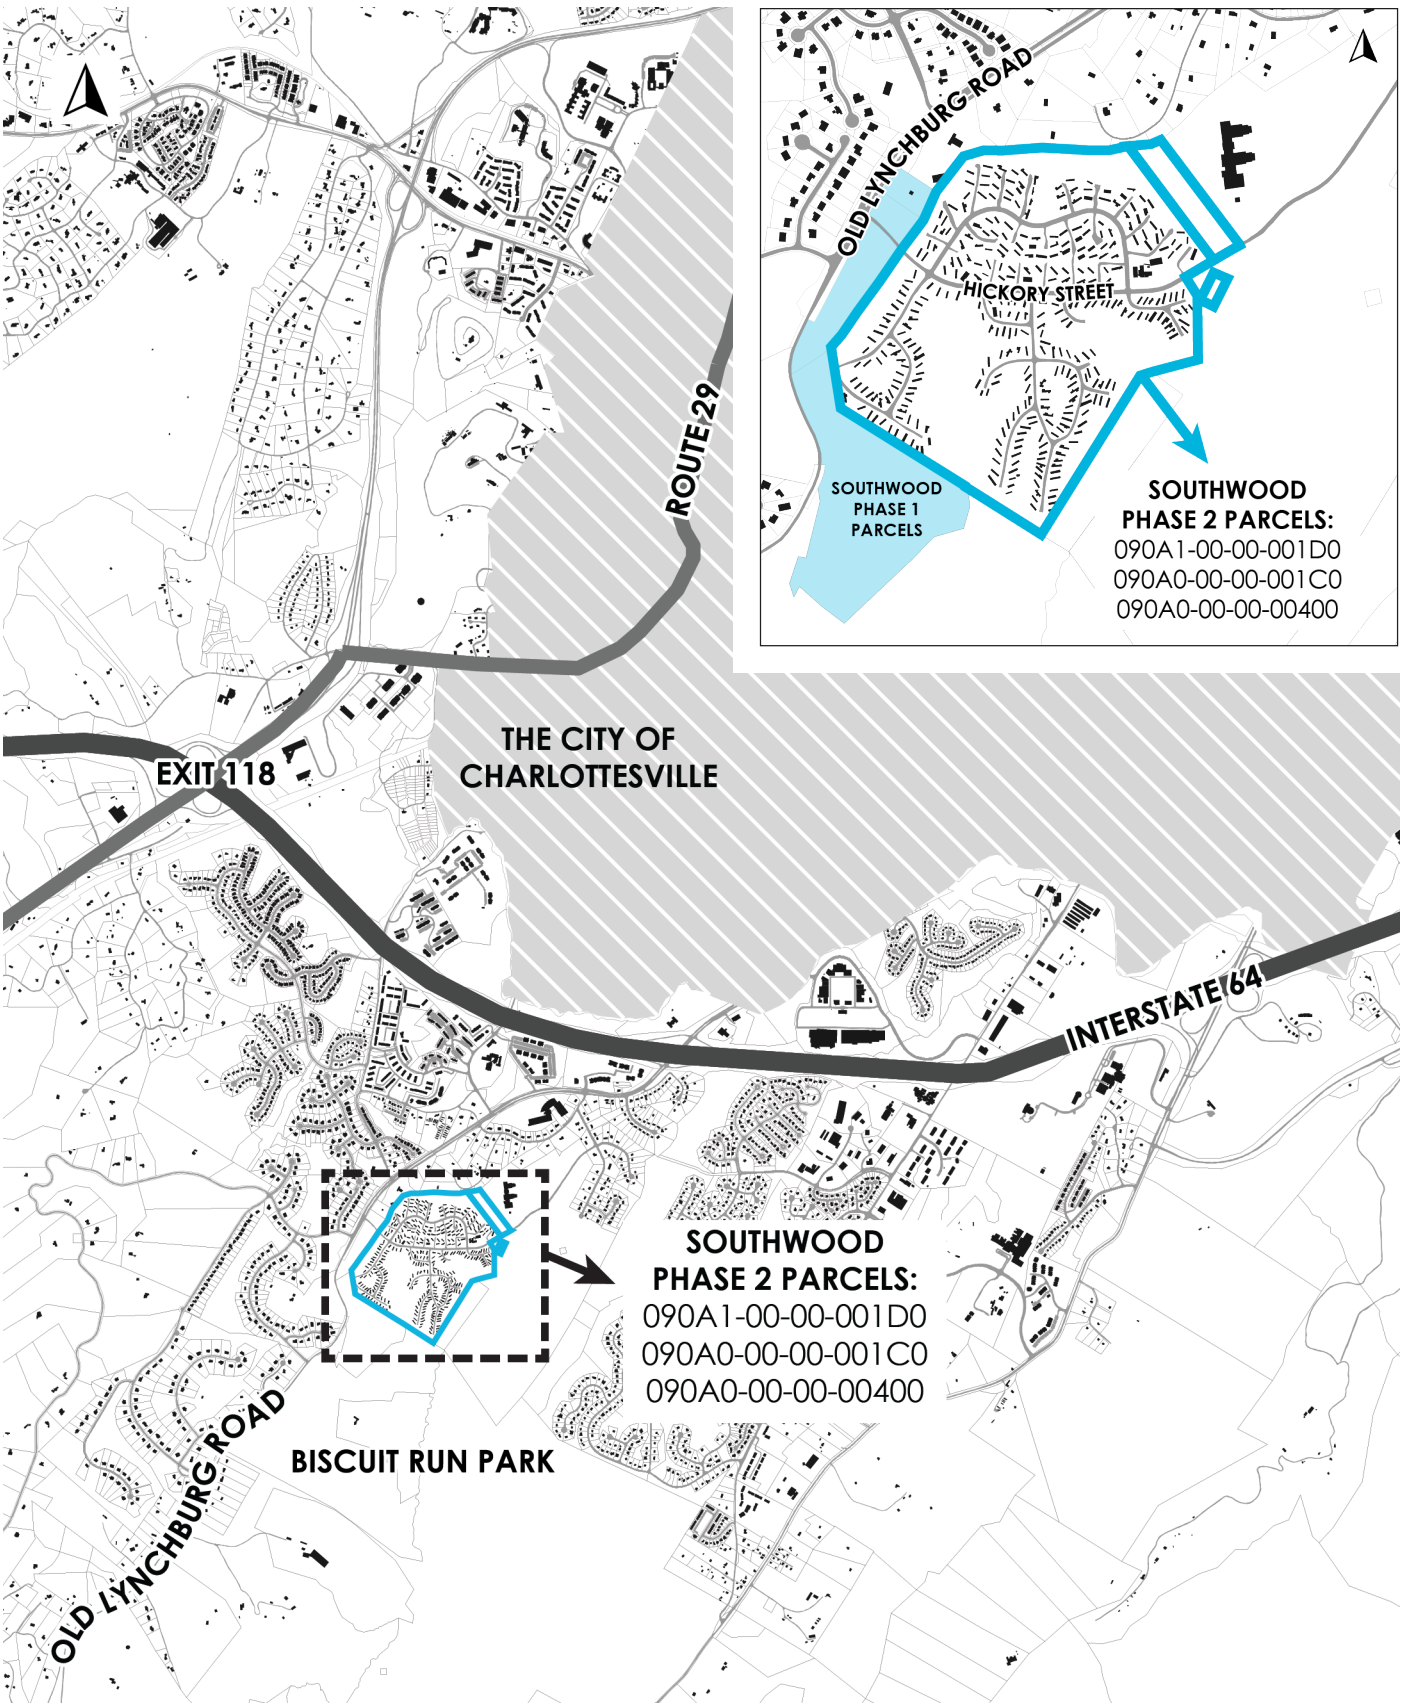 OLD LYNCHBURG ROAD
HICKORY STREET
SOUTHWOOD
PHASE 1
PARCELS
SOUTHWOOD
PHASE 2 PARCELS:
090A1-00-00-001D0
090A0-00-00-001C0
090A0-00-00-00400
ROUTE 29
THE CITY OF
CHARLOTTESVILLE
EXIT 118
INTERSTATE 64
SOUTHWOOD
PHASE 2 PARCELS:
090A1-00-00-001D0
090A0-00-00-001C0
090A0-00-00-00400
BISCUIT RUN PARK
OLD LYNCHBURG ROAD